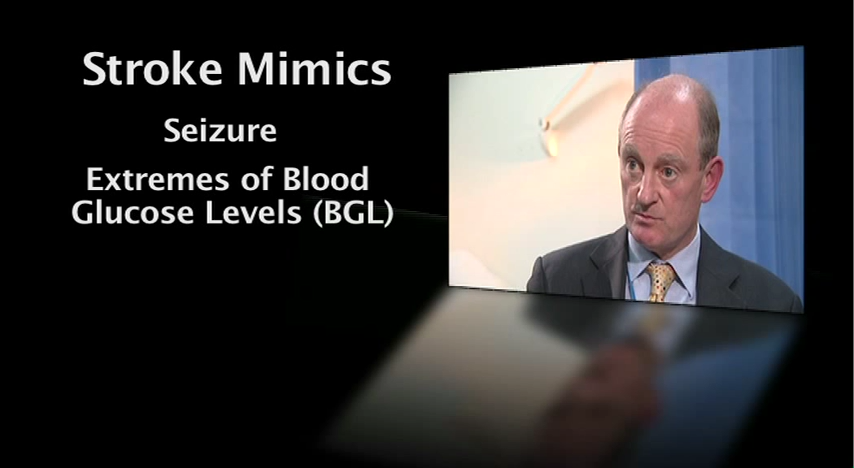 Stroke Mimics
Seizure
Extremes of Blood
Glucose Levels (BGL)